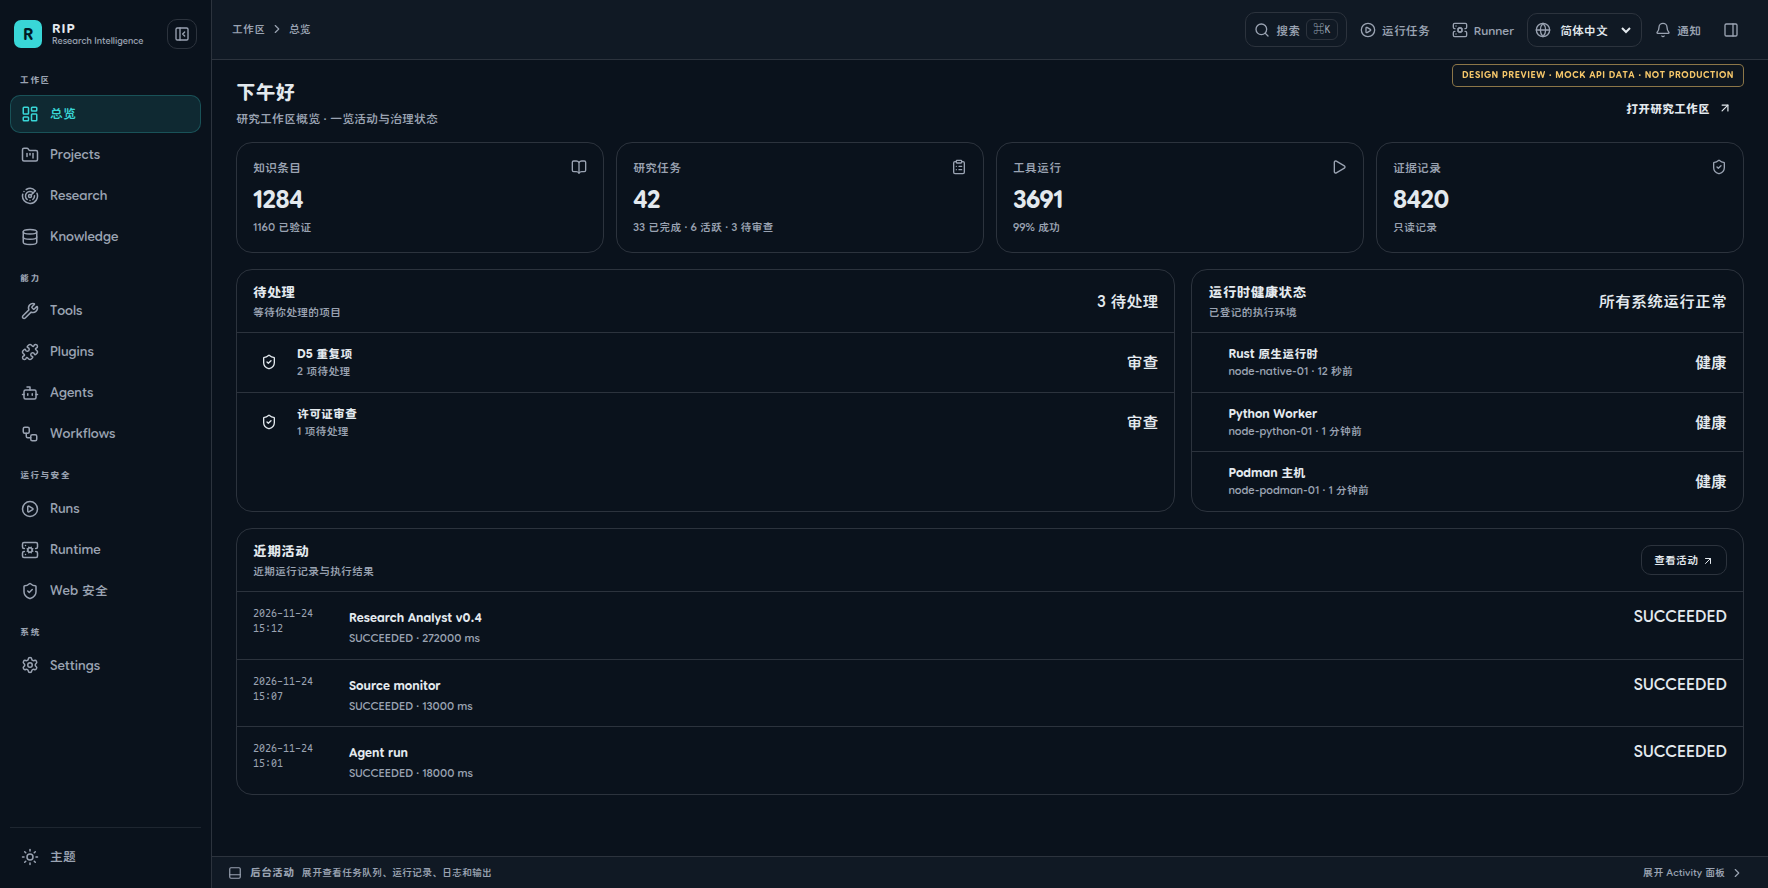 R
RIP
Research Intelligence
工作区
总览
Projects
Research
Knowledge
能力
Tools
Plugins
Agents
Workflows
运行与安全
Runs
Runtime
Web 安全
系统
Settings
主题
工作区 > 总览
搜索 ⌘K
运行任务
Runner
简体中文
通知
DESIGN PREVIEW · MOCK API DATA · NOT PRODUCTION
下午好
研究工作区概览 · 一览活动与治理状态
打开研究工作区
知识条目
1284
1160 已验证
研究任务
42
33 已完成 · 6 活跃 · 3 待审查
工具运行
3691
99% 成功
证据记录
8420
只读记录
待处理
等待你处理的项目
3 待处理
D5 重复项
2 项待处理
审查
许可证审查
1 项待处理
审查
运行时健康状态
已登记的执行环境
所有系统运行正常
Rust 原生运行时
node-native-01 · 12 秒前
健康
Python Worker
node-python-01 · 1 分钟前
健康
Podman 主机
node-podman-01 · 1 分钟前
健康
近期活动
近期运行记录与执行结果
查看活动
2026-11-24
15:12
Research Analyst v0.4
SUCCEEDED · 272000 ms
SUCCEEDED
2026-11-24
15:07
Source monitor
SUCCEEDED · 13000 ms
SUCCEEDED
2026-11-24
15:01
Agent run
SUCCEEDED · 18000 ms
SUCCEEDED
后台活动 展开查看任务队列、运行记录、日志和输出
展开 Activity 面板